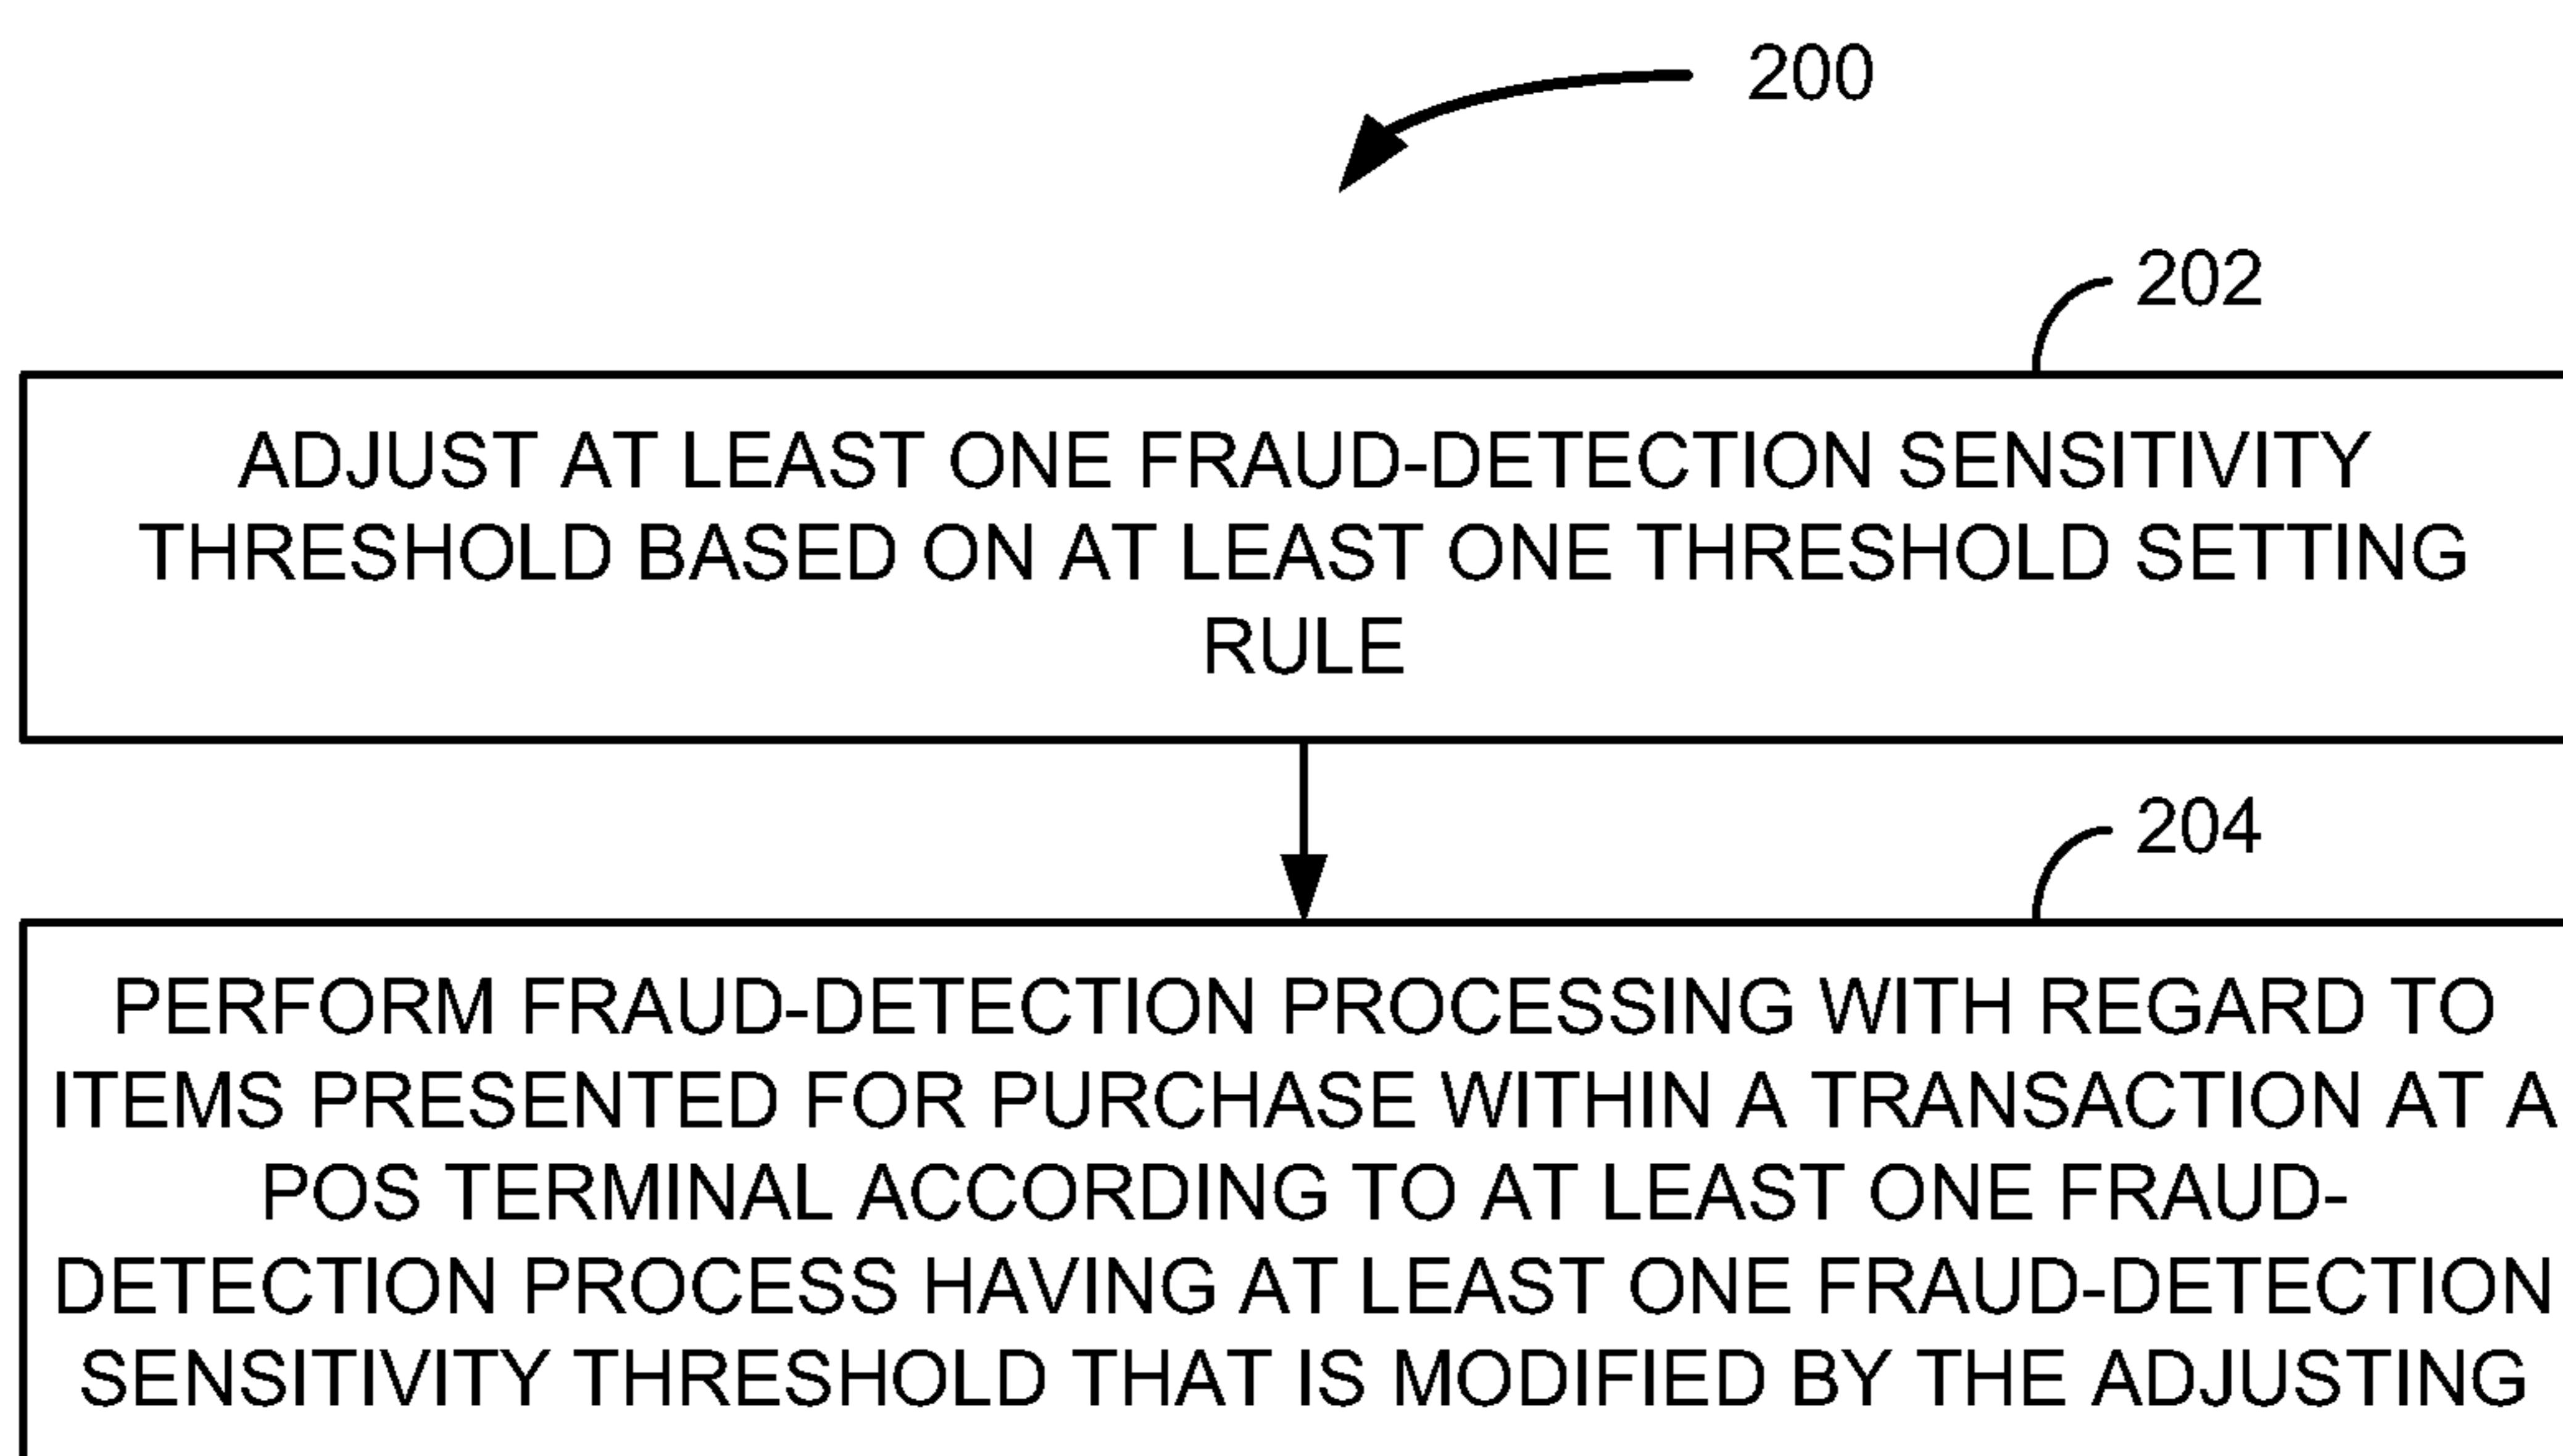 200
202
ADJUST AT LEAST ONE FRAUD-DETECTION SENSITIVITY
THRESHOLD BASED ON AT LEAST ONE THRESHOLD SETTING
RULE
204
PERFORM FRAUD-DETECTION PROCESSING WITH REGARD TO
ITEMS PRESENTED FOR PURCHASE WITHIN A TRANSACTION AT A
POS TERMINAL ACCORDING TO AT LEAST ONE FRAUD-
DETECTION PROCESS HAVING AT LEAST ONE FRAUD-DETECTION
SENSITIVITY THRESHOLD THAT IS MODIFIED BY THE ADJUSTING